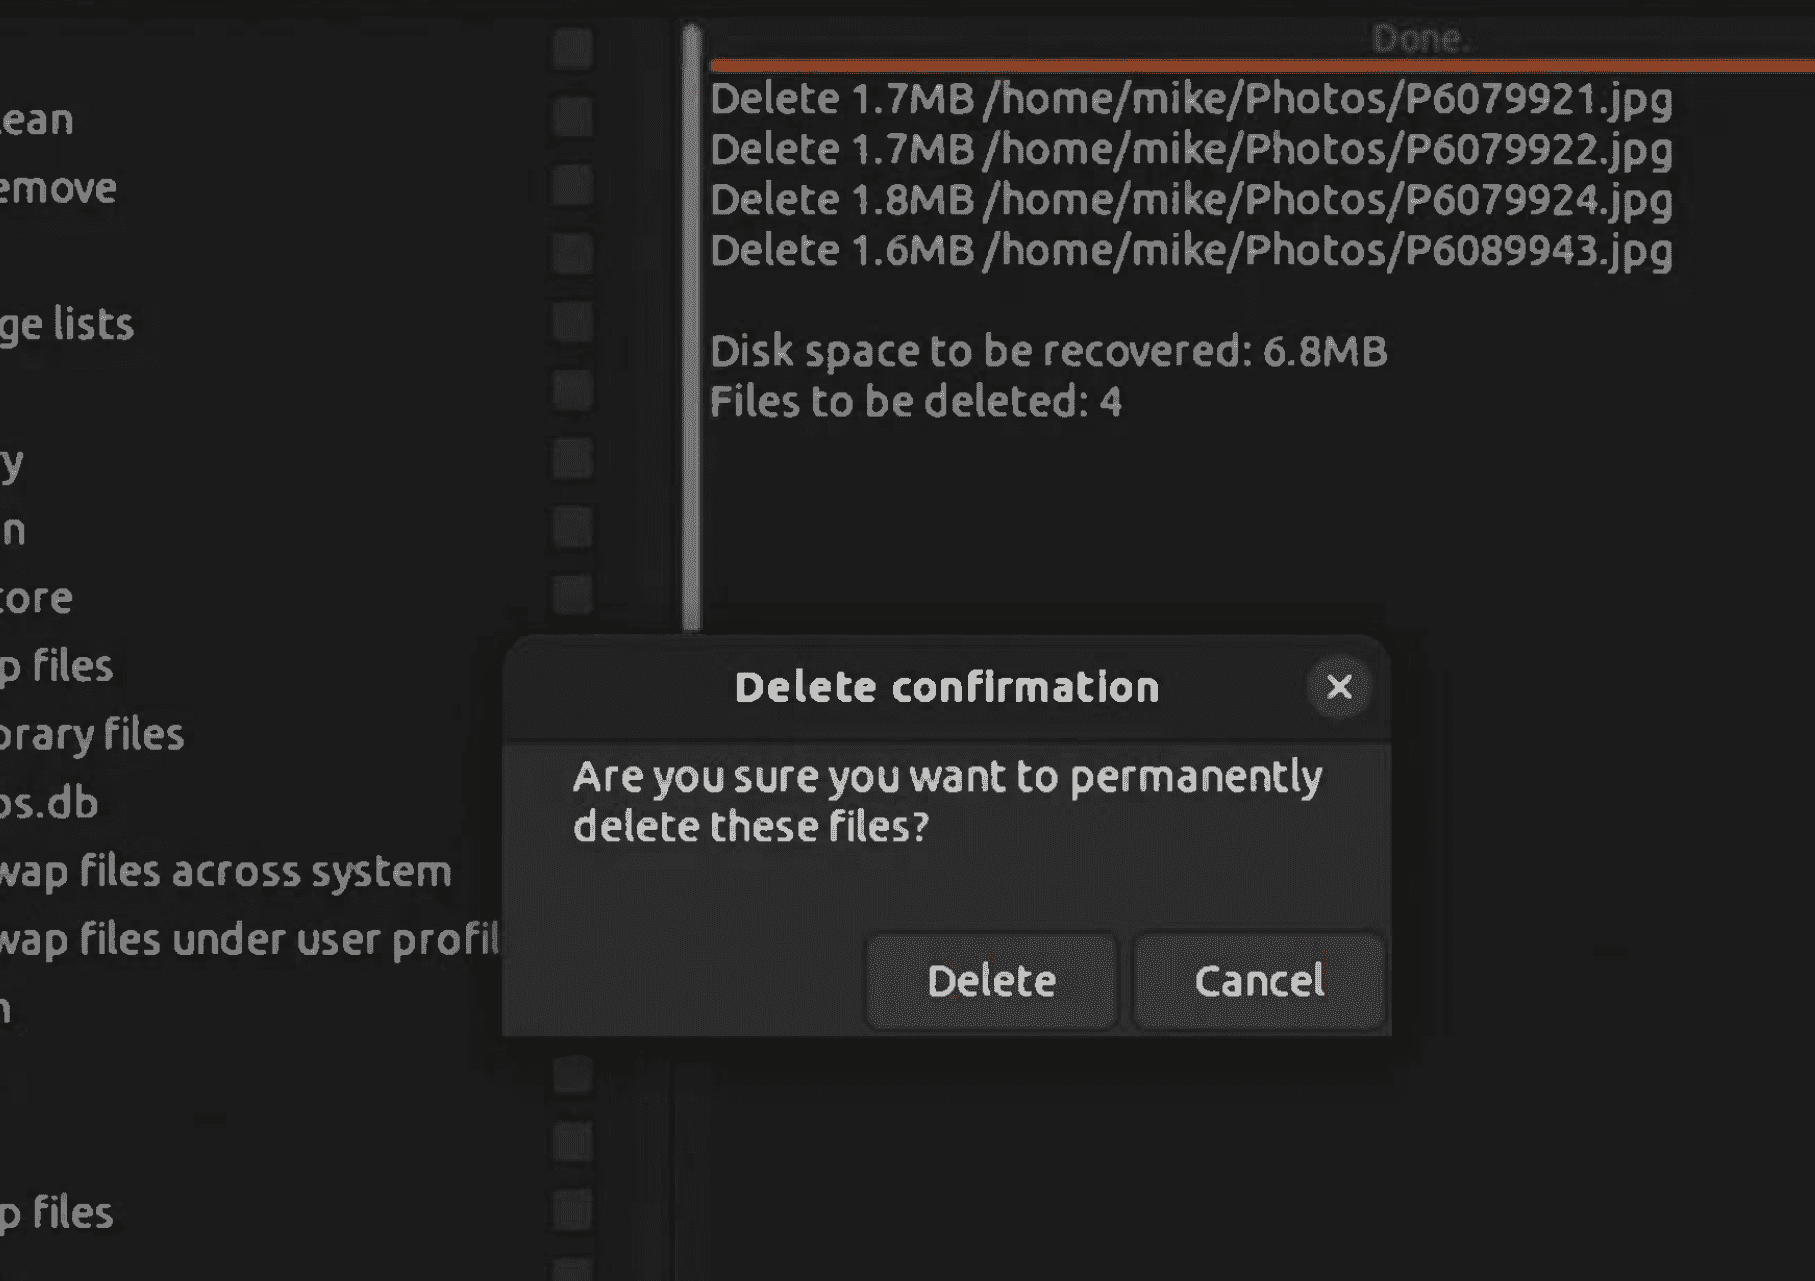 Done.
Delete 1.7MB /home/mike/Photos/P6079921.jpg
Delete 1.7MB /home/mike/Photos/P6079922.jpg
Delete 1.8MB /home/mike/Photos/P6079924.jpg
Delete 1.6MB /home/mike/Photos/P6089943.jpg
Disk space to be recovered: 6.8MB
Files to be deleted: 4
lean
emove
ge lists
y
n
core
p files
orary files
os.db
wap files across system
wap files under user profil
n
p files
Delete confirmation
Are you sure you want to permanently
delete these files?
Delete Cancel